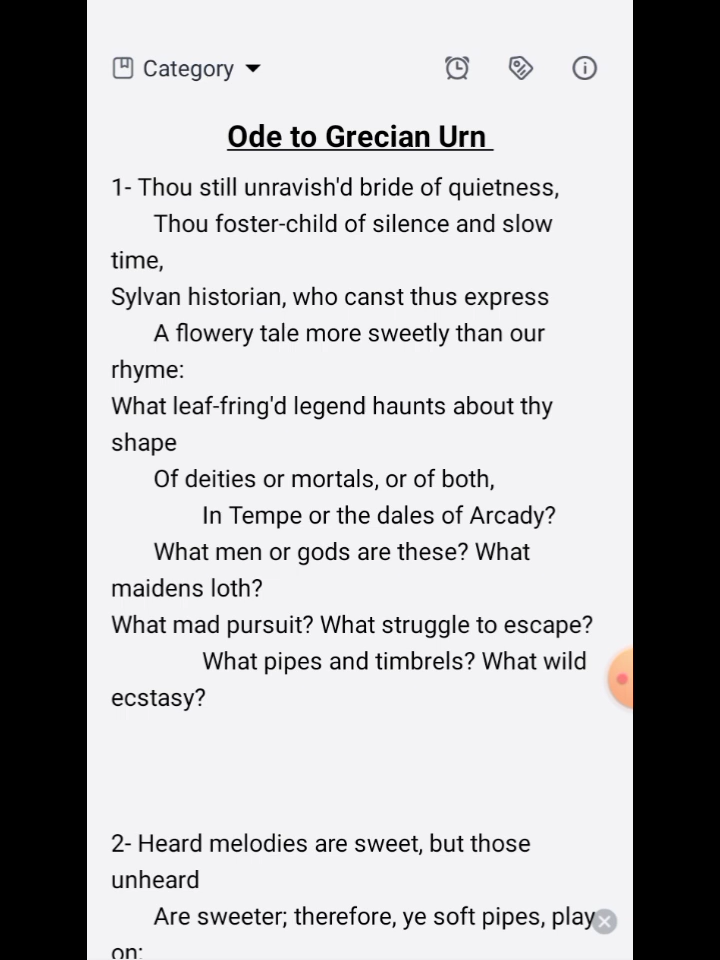 Category
Ode to Grecian Urn
1- Thou still unravish'd bride of quietness,
Thou foster-child of silence and slow
time,
Sylvan historian, who canst thus express
A flowery tale more sweetly than our
rhyme:
What leaf-fring'd legend haunts about thy
shape
Of deities or mortals, or of both,
In Tempe or the dales of Arcady?
What men or gods are these? What
maidens loth?
What mad pursuit? What struggle to escape?
What pipes and timbrels? What wild
ecstasy?
2- Heard melodies are sweet, but those
unheard
Are sweeter; therefore, ye soft pipes, play
on: